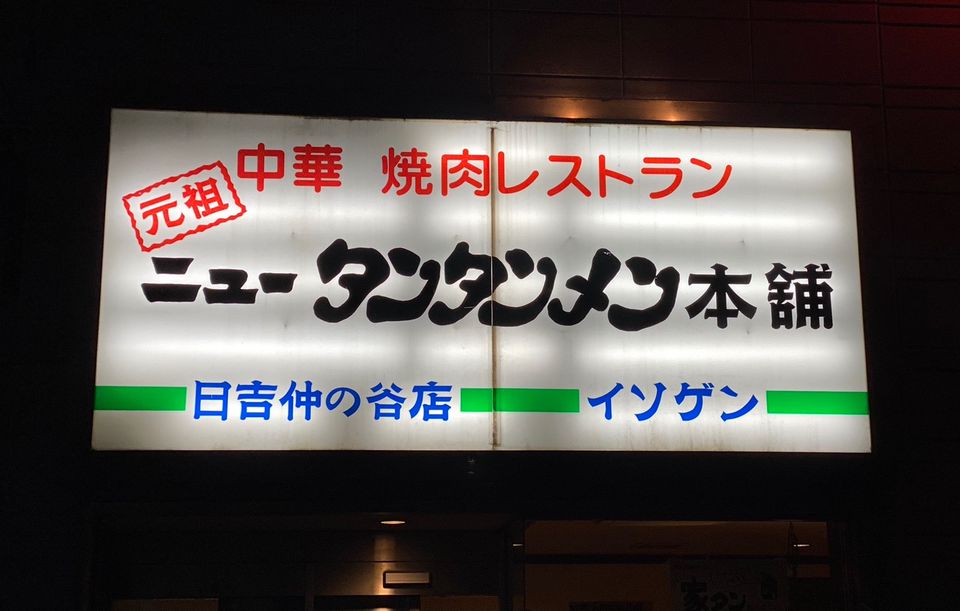 中華 焼肉レストラン
元祖
ニュータンタンメン本舗
日吉仲の谷店 イソゲン